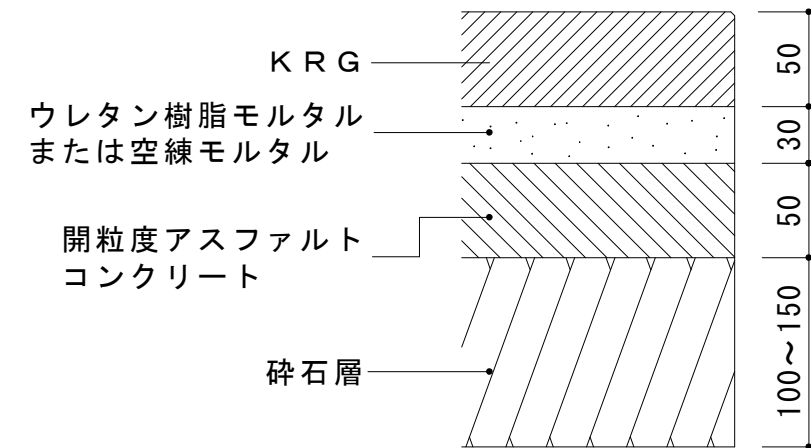 KRG
ウレタン樹脂モルタル
または空練モルタル
開粒度アスファルト
コンクリート
砕石層
50
30
50
100〜150